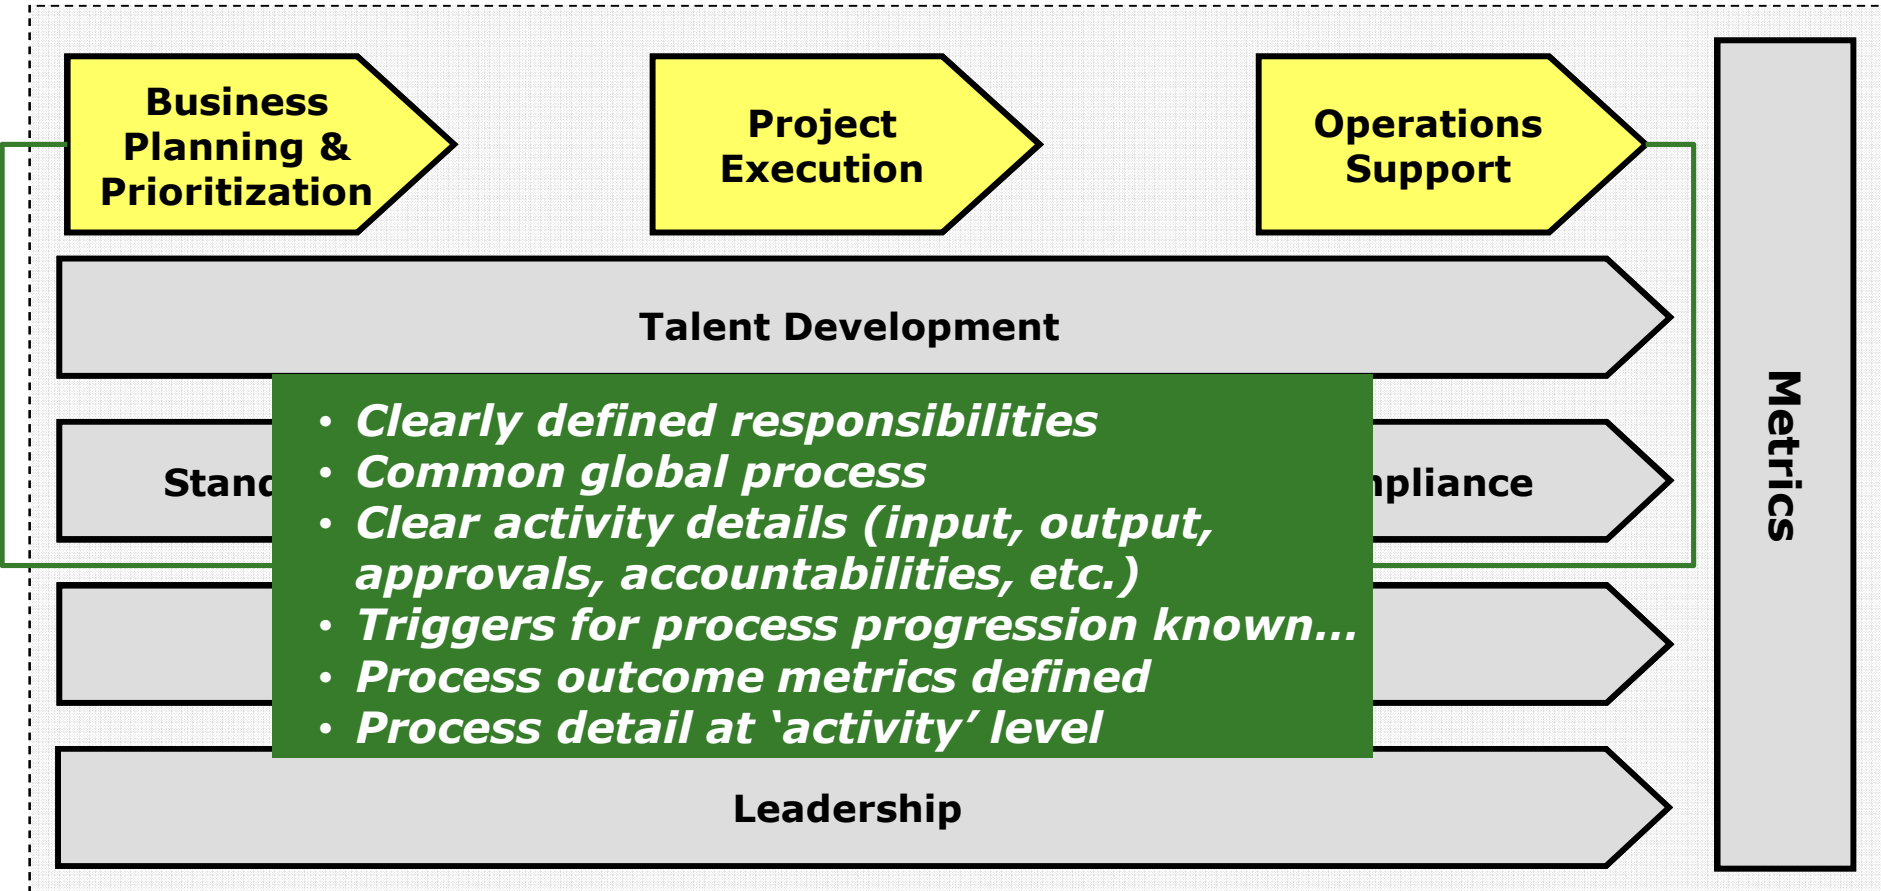 Business
Planning &
Prioritization
Project
Execution
Operations
Support
Talent Development
• Clearly defined responsibilities
• Common global process
• Clear activity details (input, output,
approvals, accountabilities, etc.)
• Triggers for process progression known…
• Process outcome metrics defined
• Process detail at ‘activity’ level
Leadership
Metrics